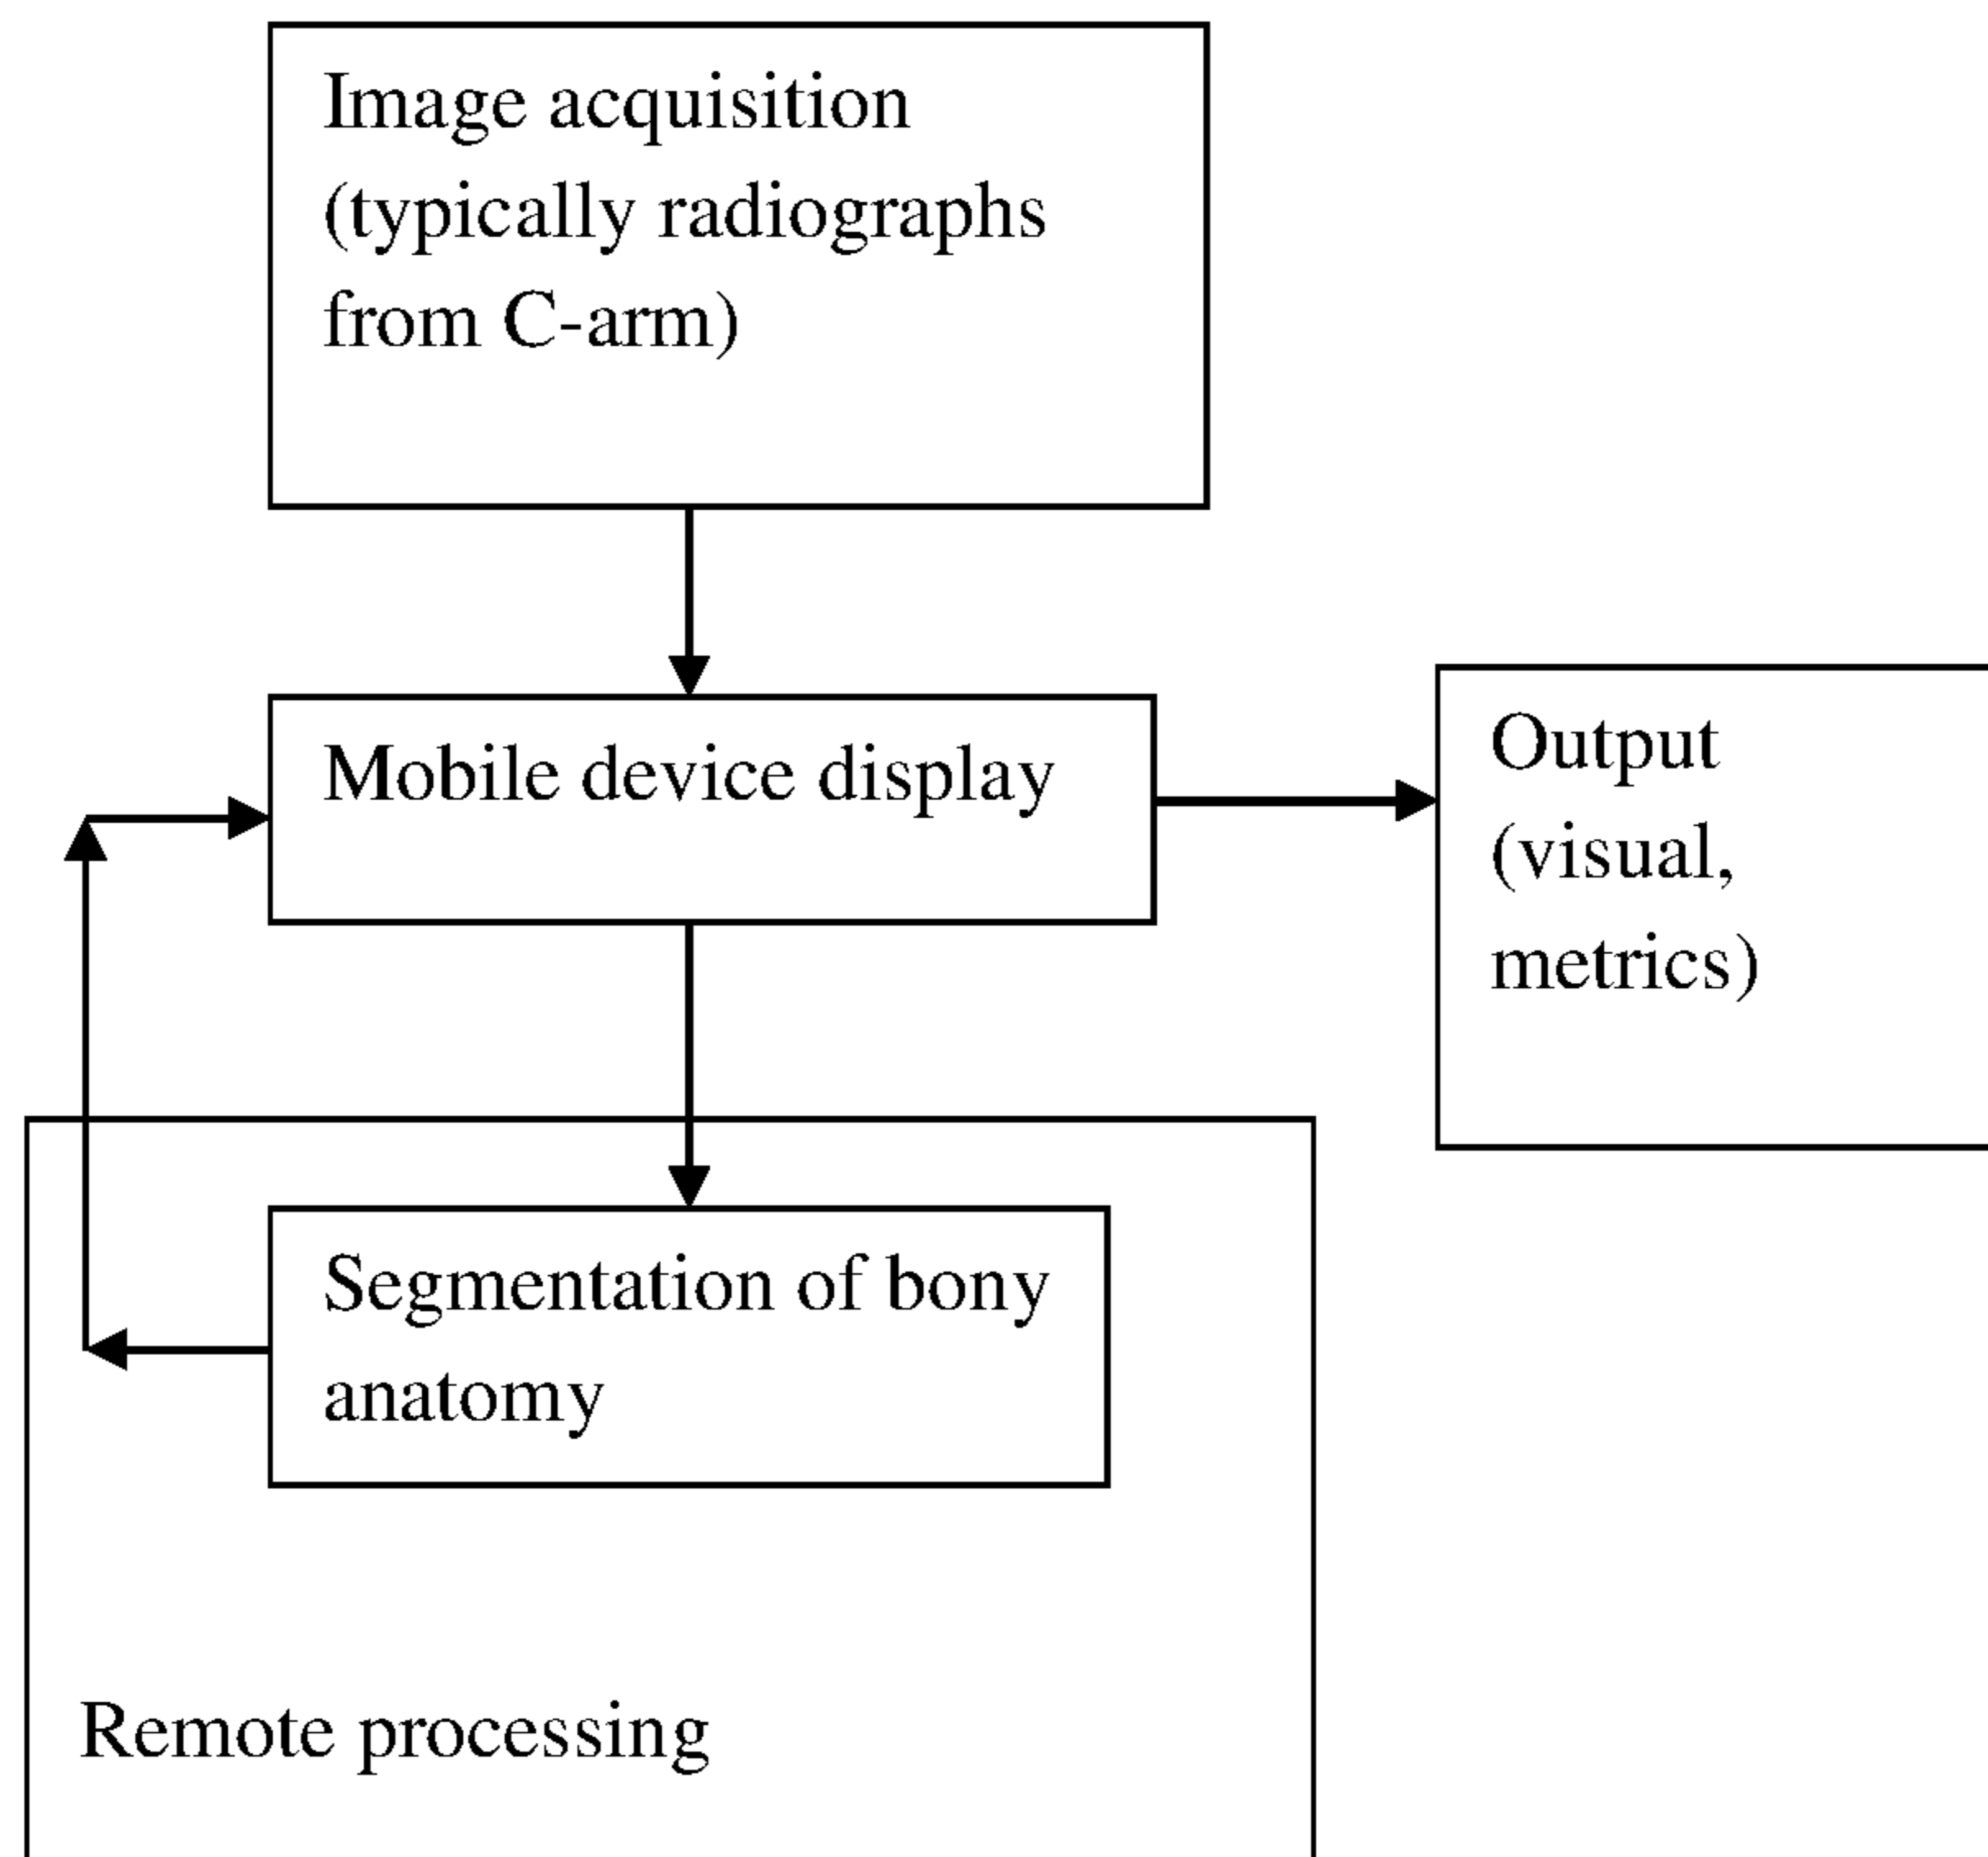 Image acquisition
(typically radiographs
from C-arm)
Mobile device display
Output
(visual,
metrics)
Segmentation of bony
anatomy
Remote processing